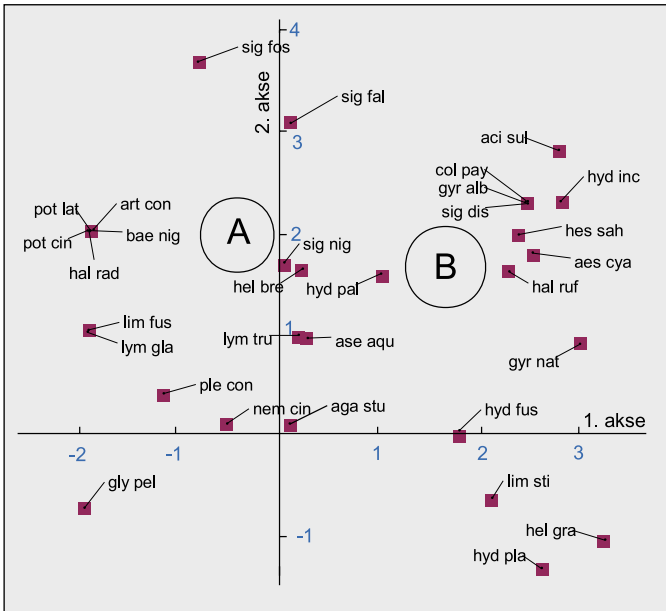 4
sig fos
2. akse
sig fal
3
aci sul
col pay
gyr alb
sig dis
hyd inc
pot lat
art con
pot cin
bae nig
hal rad
A
2
sig nig
hel bre
hyd pal
B
hes sah
aes cya
hal ruf
lim fus
lym gla
1
lym tru
ase aqu
gyr nat
ple con
nem cin
aga stu
hyd fus
1. akse
-2
-1
1
2
3
gly pel
lim sti
-1
hel gra
hyd pla